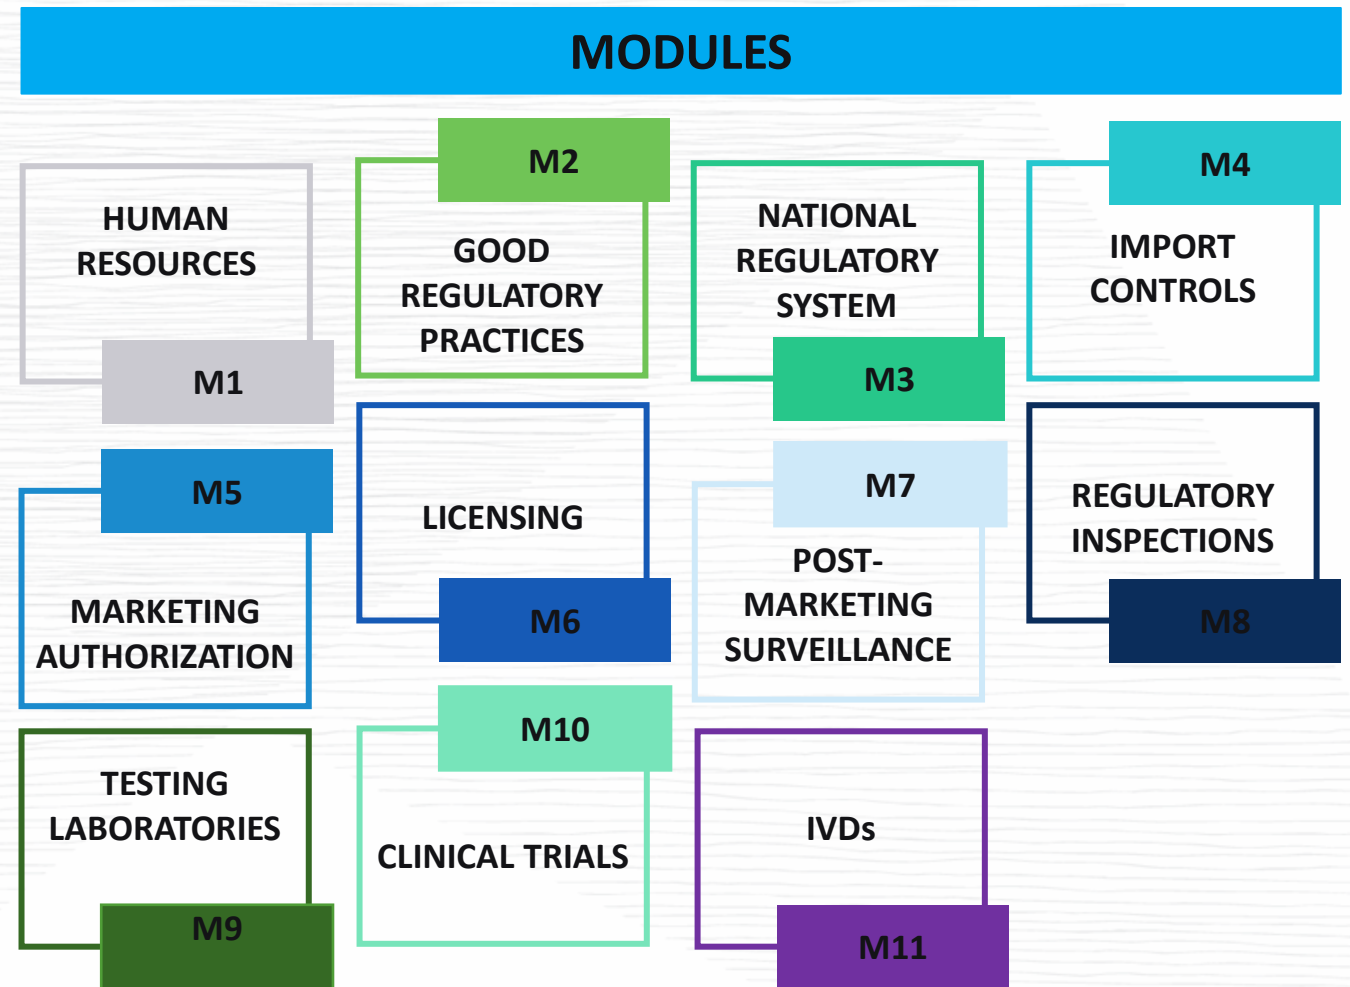 MODULES
HUMAN
RESOURCES
M1
M2
GOOD
REGULATORY
PRACTICES
NATIONAL
REGULATORY
SYSTEM
M3
M4
IMPORT
CONTROLS
M5
MARKETING
AUTHORIZATION
LICENSING
M6
M7
POST-
MARKETING
SURVEILLANCE
REGULATORY
INSPECTIONS
M8
TESTING
LABORATORIES
M9
M10
CLINICAL TRIALS
IVDs
M11